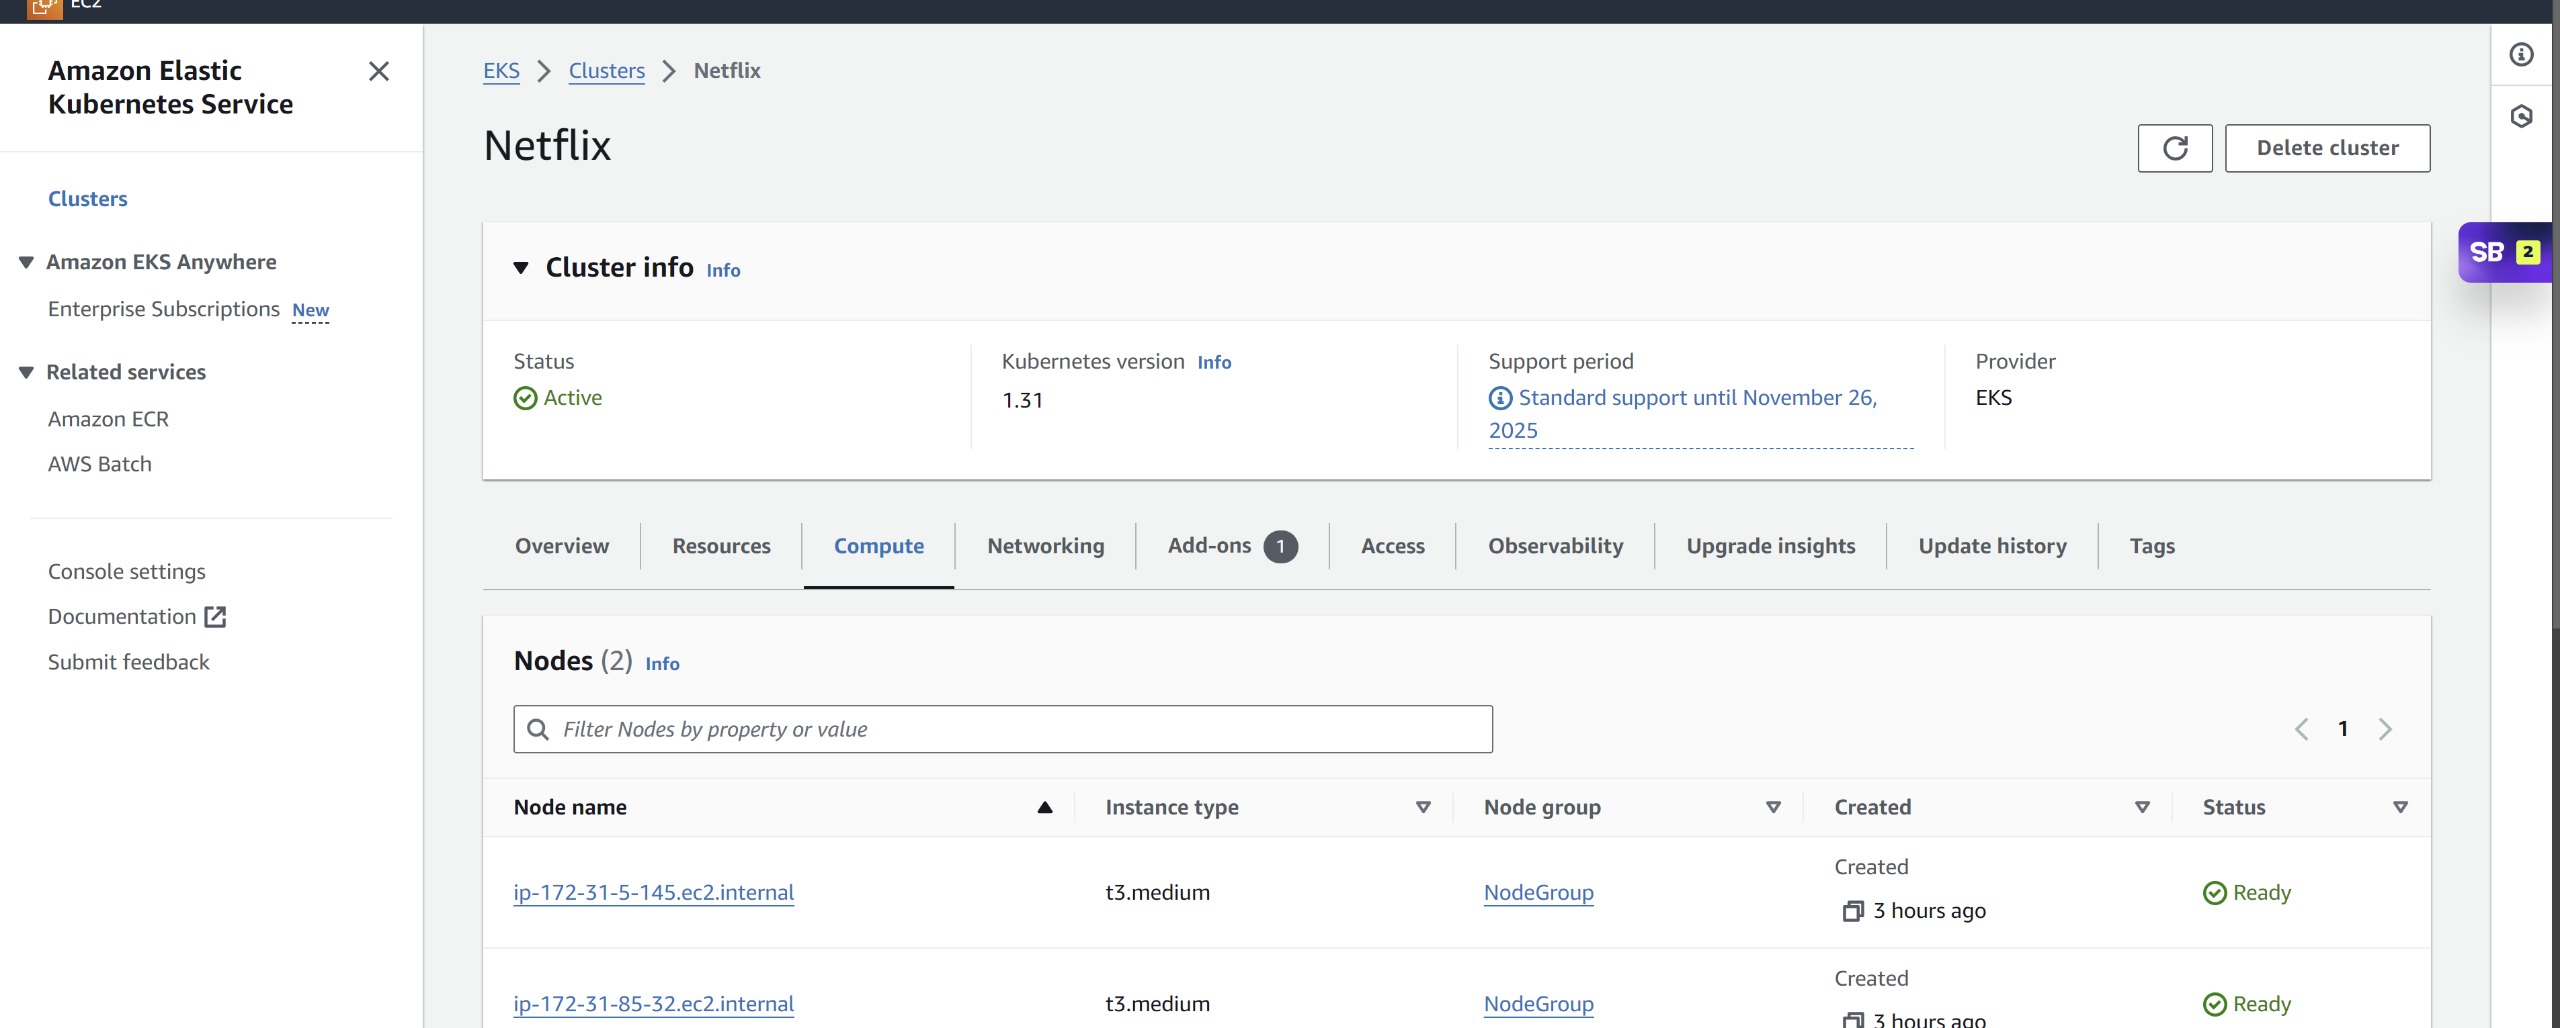 EC2
Amazon Elastic
Kubernetes Service
Clusters
Amazon EKS Anywhere
Enterprise Subscriptions New
Related services
Amazon ECR
AWS Batch
Console settings
Documentation
Submit feedback
EKS Clusters Netflix
Netflix
Delete cluster
SB 2
Cluster info Info
Status
Active
Kubernetes version Info
1.31
Support period
Standard support until November 26,
2025
Provider
EKS
Overview Resources Compute Networking Add-ons 1 Access Observability Upgrade insights Update history Tags
Nodes (2) Info
Filter Nodes by property or value
1
Node name Instance type Node group Created Status
Created
ip-172-31-5-145.ec2.internal t3.medium NodeGroup 3 hours ago Ready
Created
ip-172-31-85-32.ec2.internal t3.medium NodeGroup 3 hours ago Ready